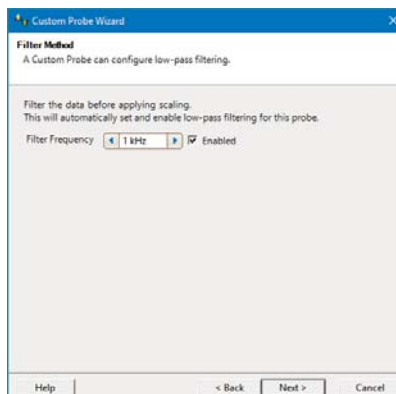 Custom Probe Wizard
Filter Method
A Custom Probe can configure low-pass filtering.
Filter the data before applying scaling.
This will automatically set and enable low-pass filtering for this probe.
Filter Frequency 1 kHz Enabled
Help < Back Next > Cancel